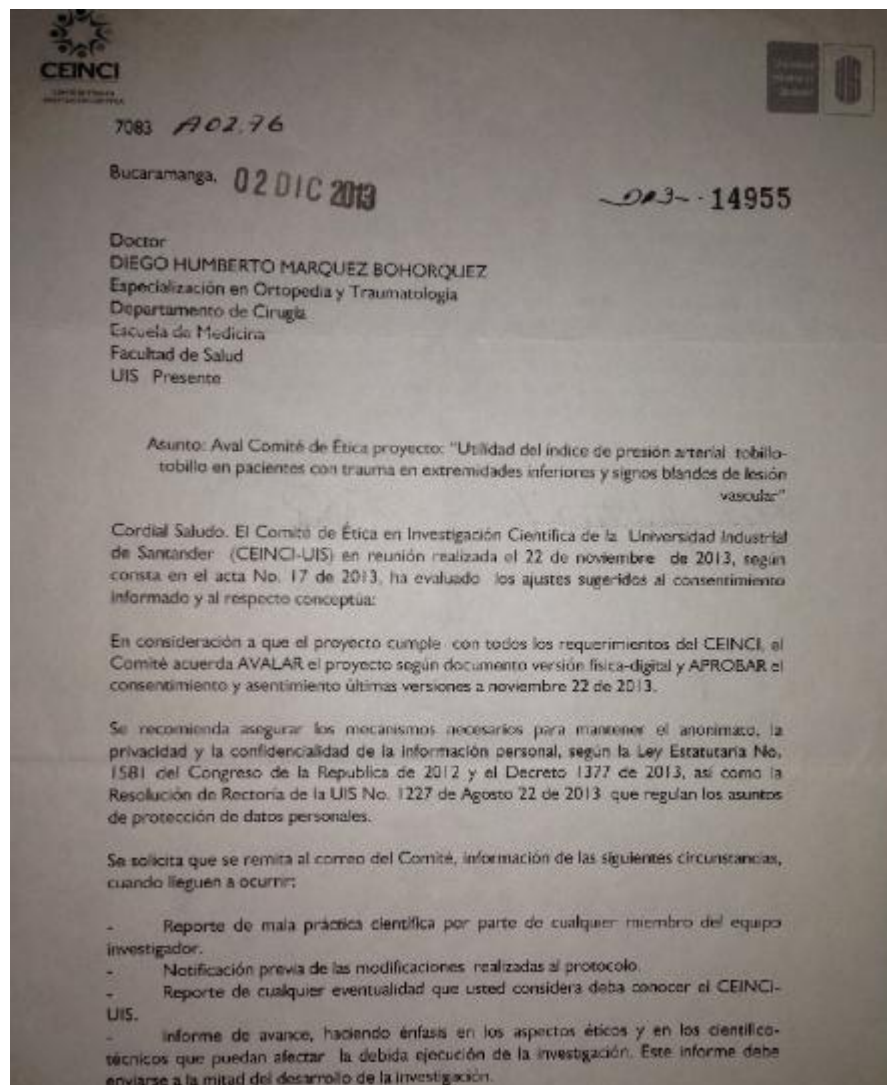 CEINCI
7083 A02.76
Bucaramanga, 02 DIC 2013
14955
Doctor
DIEGO HUMBERTO MARQUEZ BOHORQUEZ
Especialización en Ortopedia y Traumatología
Departamento de Cirugía
Escuela de Medicina
Facultad de Salud
UIS Presente
Asunto: Aval Comité de Ética proyecto: "Utilidad del índice de presión arterial tobillo-
tobillo en pacientes con trauma en extremidades inferiores y signos blandos de lesión
vascular"
Cordial Saludo. El Comité de Ética en Investigación Científica de la Universidad Industrial
de Santander (CEINCI-UIS) en reunión realizada el 22 de noviembre de 2013, según
consta en el acta No. 17 de 2013, ha evaluado los ajustes sugeridos al consentimiento
informado y al respecto conceptúa:
En consideración a que el proyecto cumple con todos los requerimientos del CEINCI, el
Comité acuerda AVALAR el proyecto según documento versión física-digital y APROBAR el
consentimiento y asentimiento últimas versiones a noviembre 22 de 2013.
Se recomienda asegurar los mecanismos necesarios para mantener el anonimato, la
privacidad y la confidencialidad de la información personal, según la Ley Estatutaria No.
1581 del Congreso de la Republica de 2012 y el Decreto 1377 de 2013, así como la
Resolución de Rectoría de la UIS No. 1227 de Agosto 22 de 2013 que regulan los asuntos
de protección de datos personales.
Se solicita que se remita al correo del Comité, información de las siguientes circunstancias,
cuando lleguen a ocurrir:
- Reporte de mala práctica científica por parte de cualquier miembro del equipo
investigador.
- Notificación previa de las modificaciones realizadas al protocolo.
- Reporte de cualquier eventualidad que usted considera deba conocer el CEINCI-
UIS.
- Informe de avance, haciendo énfasis en los aspectos éticos y en los científico-
técnicos que puedan afectar la debida ejecución de la investigación. Este informe debe
enviarse a la mitad del desarrollo de la investigación.